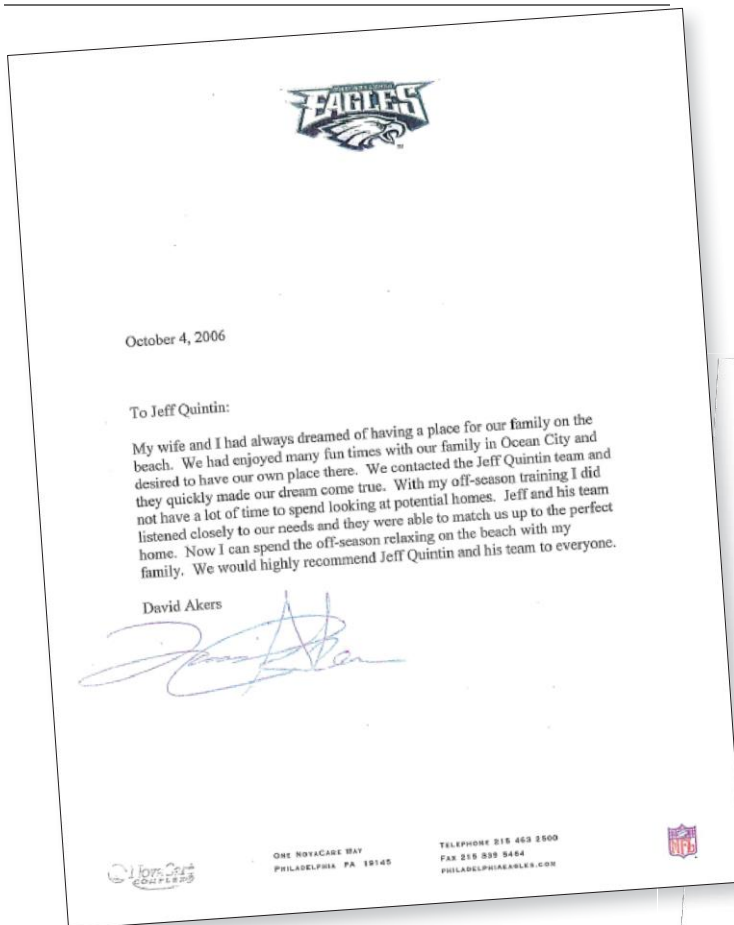 EAGLES
October 4, 2006
To Jeff Quintin:
My wife and I had always dreamed of having a place for our family on the
beach. We had enjoyed many fun times with our family in Ocean City and
desired to have our own place there. We contacted the Jeff Quintin team and
they quickly made our dream come true. With my off-season training I did
not have a lot of time to spend looking at potential homes. Jeff and his team
listened closely to our needs and they were able to match us up to the perfect
home. Now I can spend the off-season relaxing on the beach with my
family. We would highly recommend Jeff Quintin and his team to everyone.
David Akers
ONE NOVACARE WAY
PHILADELPHIA PA 19145
TELEPHONE 215 463 2500
FAX 215 339 5464
PHILADELPHIAEAGLES.COM
NFL